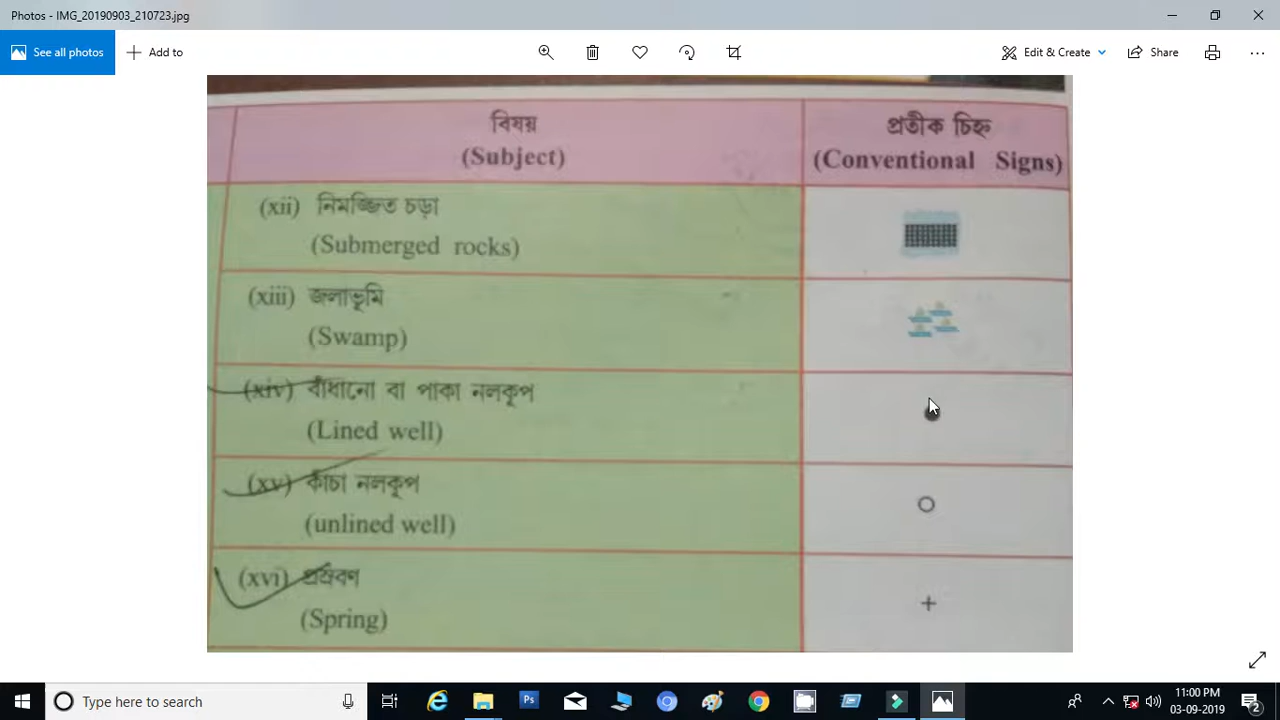 Photos - IMG_20190903_210723.jpg
See all photos
Add to
Edit & Create
Share
বিষয়
(Subject)
প্রতীক চিহ্ন
(Conventional Signs)
(xii) নিমজ্জিত চড়া
(Submerged rocks)
(xiii) জলাভূমি
(Swamp)
(xiv) বাঁধানো বা পাকা নলকূপ
(Lined well)
(xv) কাঁচা নলকূপ
(unlined well)
(xvi) প্রস্রবণ
(Spring)
Type here to search
11:00 PM
03-09-2019
2